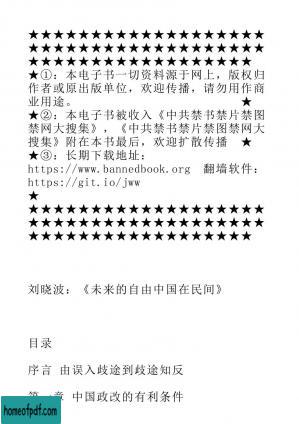 ★★★★★★★★★★★★★★★★★★★
★★★★★★★★★★★★★★★★★★★
★★★★★★★★★★★★★★★★★★★
★①：本电子书一切资料源于网上，版权归
作者或原出版单位，欢迎传播，请勿用作商
业用途。 ★
★②：本电子书被收入《中共禁书禁片禁图
禁网大搜集》，《中共禁书禁片禁图禁网大
搜集》附在本书最后，欢迎扩散传播 ★
★③：长期下载地址：
https://www.bannedbook.org 翻墙软件：
https://git.io/jww
★
★★★★★★★★★★★★★★★★★★★
★★★★★★★★★★★★★★★★★★★
★★★★★★★★★★★★★★★★★★★
刘晓波：《未来的自由中国在民间》
目录
序言 由误入歧途到歧途知反
第一章 中国政改的有利条件
homeofpdf.com